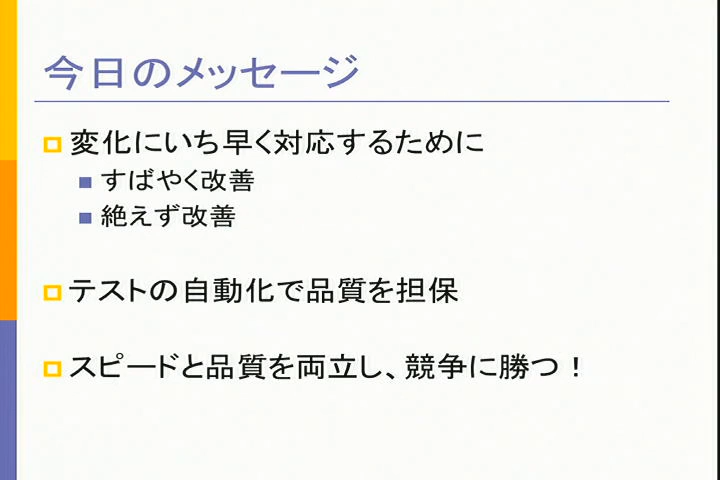 今日のメッセージ
変化にいち早く対応するために
すばやく改善
絶えず改善
テストの自動化で品質を担保
スピードと品質を両立し、競争に勝つ！